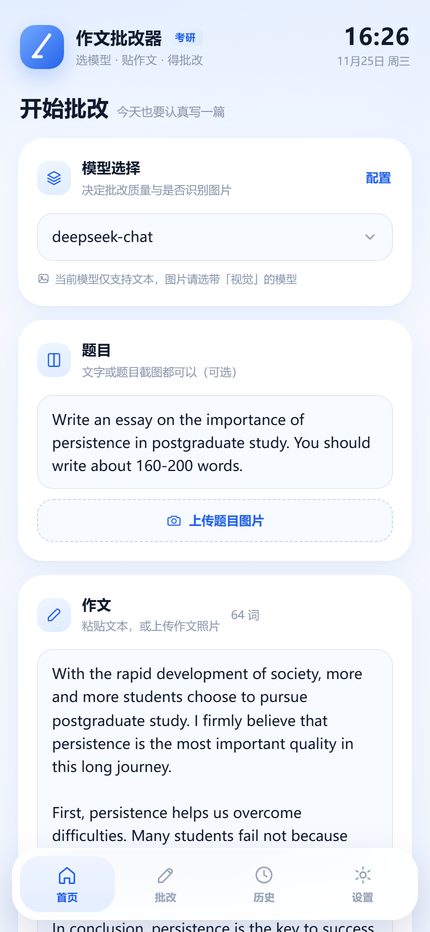 作文批改器 考研
选模型 · 贴作文 · 得批改
16:26
11月25日 周三
开始批改 今天也要认真写一篇
模型选择
决定批改质量与是否识别图片
配置
deepseek-chat
当前模型仅支持文本，图片请选带「视觉」的模型
题目
文字或题目截图都可以（可选）
Write an essay on the importance of
persistence in postgraduate study. You should
write about 160-200 words.
上传题目图片
作文
粘贴文本，或上传作文照片
64 词
With the rapid development of society, more
and more students choose to pursue
postgraduate study. I firmly believe that
persistence is the most important quality in
this long journey.
First, persistence helps us overcome
difficulties. Many students fail not because
首页
批改
历史
设置
In conclusion, persistence is the key to success